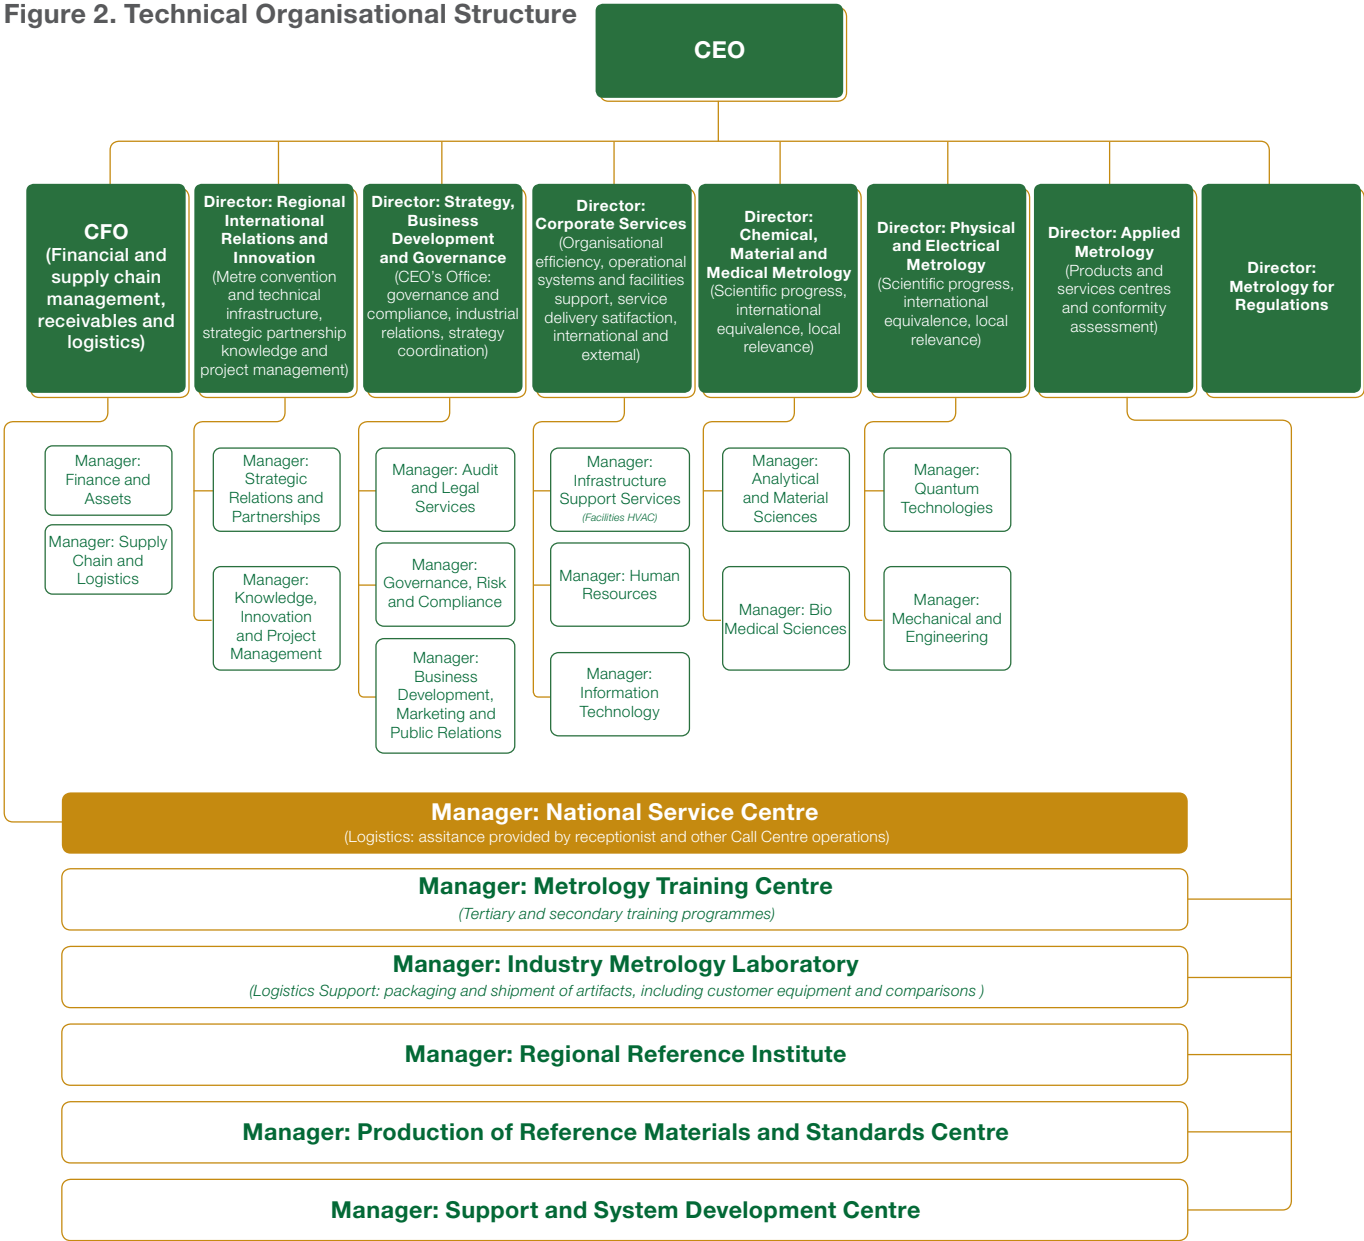 Figure 2. Technical Organisational Structure
CEO
CFO
(Financial and
supply chain
management,
receivables and
logistics)
Director: Regional
International
Relations and
Innovation
(Metre convention
and technical
infrastructure,
strategic partnership
knowledge and
project management)
Director: Strategy,
Business
Development
and Governance
(CEO's Office:
governance and
compliance, industrial
relations, strategy
coordination)
Director:
Corporate Services
(Organisational
efficiency, operational
systems and facilities
support, service
delivery satifaction,
international and
external)
Director:
Chemical,
Material and
Medical Metrology
(Scientific progress,
international
equivalence, local
relevance)
Director: Physical
and Electrical
Metrology
(Scientific progress,
international
equivalence, local
relevance)
Director: Applied
Metrology
(Products and
services centres
and conformity
assessment)
Director:
Metrology for
Regulations
Manager:
Finance and
Assets
Manager: Supply
Chain and
Logistics
Manager:
Strategic
Relations and
Partnerships
Manager:
Knowledge,
Innovation
and Project
Management
Manager: Audit
and Legal
Services
Manager:
Governance, Risk
and Compliance
Manager:
Business
Development,
Marketing and
Public Relations
Manager:
Infrastructure
Support Services
(Facilities HVAC)
Manager: Human
Resources
Manager:
Information
Technology
Manager:
Analytical
and Material
Sciences
Manager: Bio
Medical Sciences
Manager:
Quantum
Technologies
Manager:
Mechanical and
Engineering
Manager: National Service Centre
(Logistics: assitance provided by receptionist and other Call Centre operations)
Manager: Metrology Training Centre
(Tertiary and secondary training programmes)
Manager: Industry Metrology Laboratory
(Logistics Support: packaging and shipment of artifacts, including customer equipment and comparisons )
Manager: Regional Reference Institute
Manager: Production of Reference Materials and Standards Centre
Manager: Support and System Development Centre